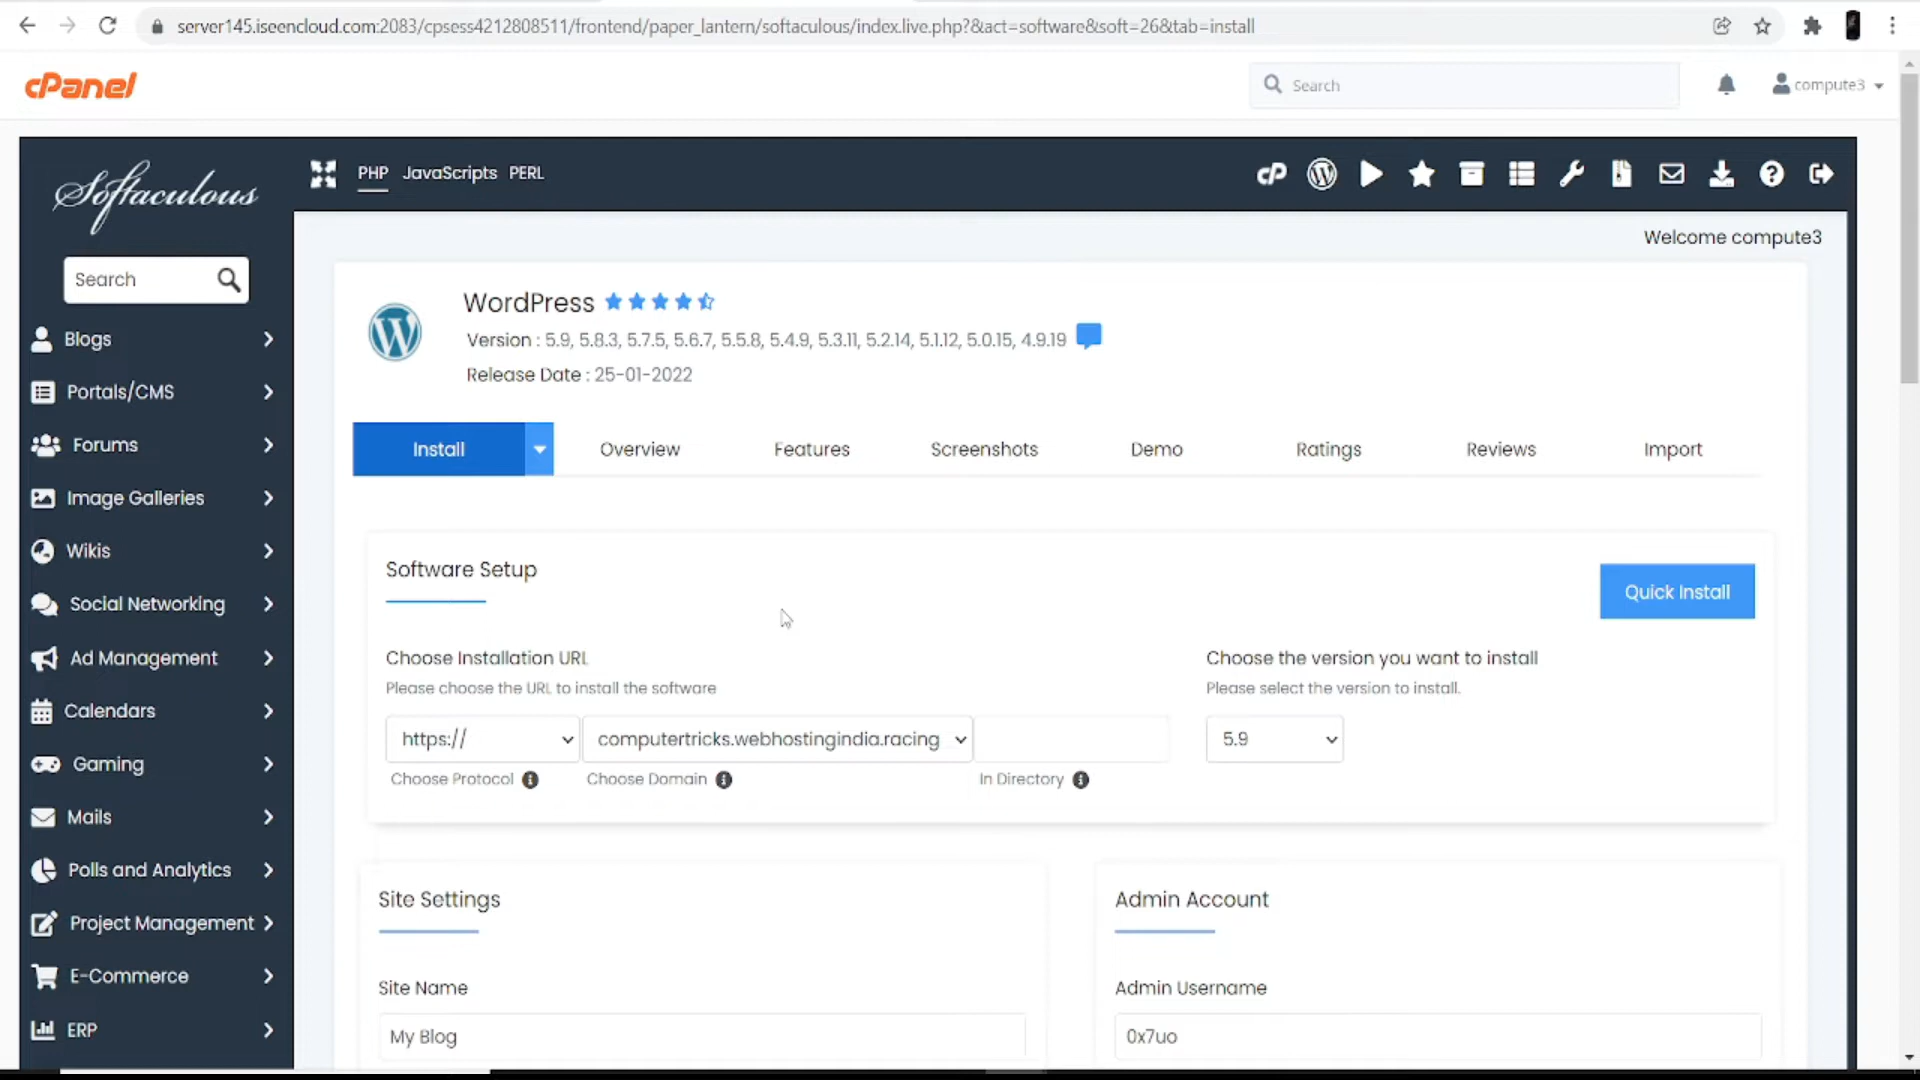 server145.iseencloud.com:2083/cpsess4212808511/frontend/paper_lantern/softaculous/index.live.php?&act=software&soft=26&tab=install
cPanel
Search
compute3
Softaculous
PHP JavaScripts PERL
Welcome compute3
Search
Blogs
Portals/CMS
Forums
Image Galleries
Wikis
Social Networking
Ad Management
Calendars
Gaming
Mails
Polls and Analytics
Project Management
E-Commerce
ERP
WordPress
Version : 5.9, 5.8.3, 5.7.5, 5.6.7, 5.5.8, 5.4.9, 5.3.11, 5.2.14, 5.1.12, 5.0.15, 4.9.19
Release Date : 25-01-2022
Install Overview Features Screenshots Demo Ratings Reviews Import
Software Setup
Quick Install
Choose Installation URL
Please choose the URL to install the software
https:// computertricks.webhostingindia.racing
Choose Protocol Choose Domain In Directory
Choose the version you want to install
Please select the version to install.
5.9
Site Settings
Site Name
My Blog
Admin Account
Admin Username
0x7uo